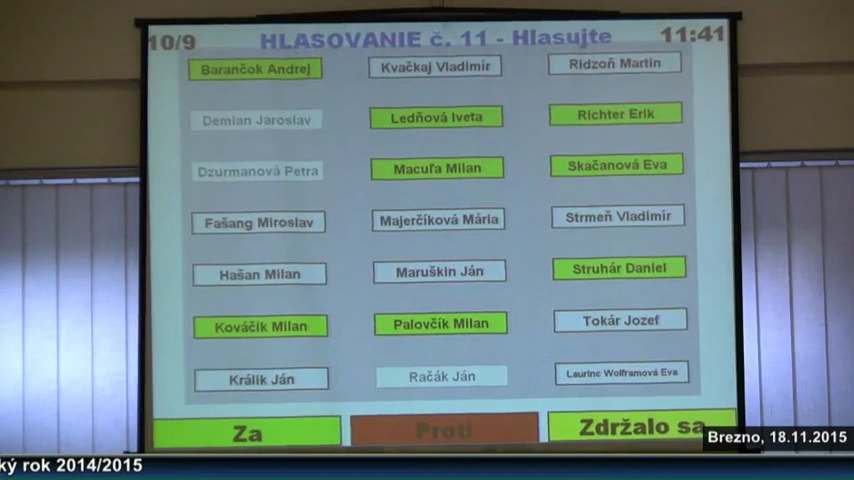 10/9 HLASOVANIE č. 11 - Hlasujte 11:41
Barančok Andrej Kvačkaj Vladimír Ridzoň Martin
Demian Jaroslav Ledňová Iveta Richter Erik
Dzurmanová Petra Macuľa Milan Skačanová Eva
Fašang Miroslav Majerčíková Mária Strmeň Vladimír
Hašan Milan Maruškin Ján Struhár Daniel
Kováčik Milan Palovčík Milan Tokár Jozef
Králik Ján Račák Ján Laurinc Wolframová Eva
Za Proti Zdržalo sa
Brezno, 18.11.2015
ký rok 2014/2015